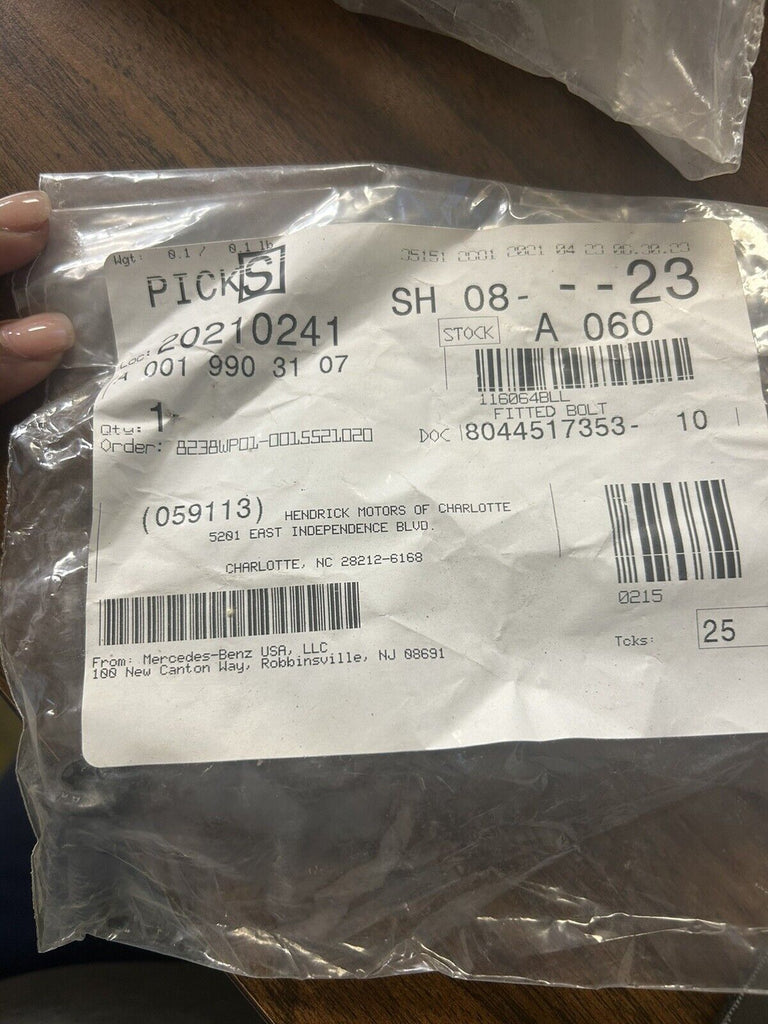 Wgt: 0.1 / 0.1 lb
PICKS
SH 08- - -23
Loc: 20210241
STOCK A 060
A 001 990 31 07
116064BLL
FITTED BOLT
Qty: 1
DOC 8044517353- 10
Order: 8238WP01-0015521020
(059113) HENDRICK MOTORS OF CHARLOTTE
5201 EAST INDEPENDENCE BLVD.
CHARLOTTE, NC 28212-6168
0215
Tcks: 25
From: Mercedes-Benz USA, LLC
100 New Canton Way, Robbinsville, NJ 08691